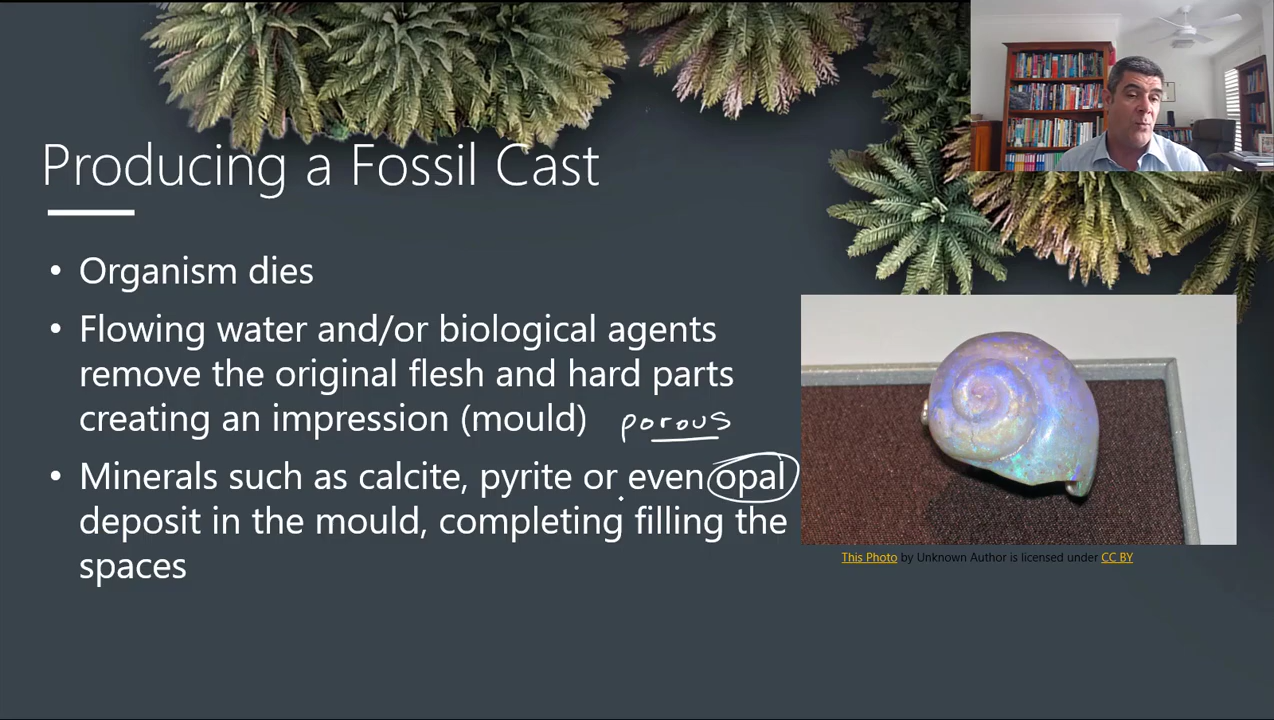 Producing a Fossil Cast
• Organism dies
• Flowing water and/or biological agents
remove the original flesh and hard parts
creating an impression (mould) porous
• Minerals such as calcite, pyrite or even opal
deposit in the mould, completing filling the
spaces
This Photo by Unknown Author is licensed under CC BY